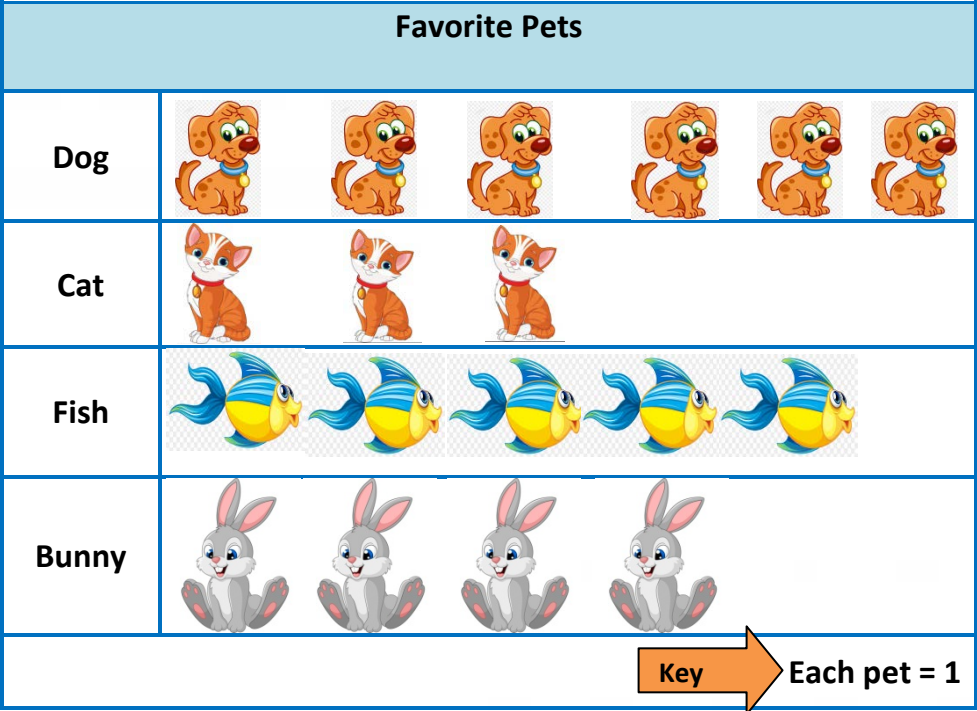 Favorite Pets
Dog
Cat
Fish
Bunny
Key
Each pet = 1